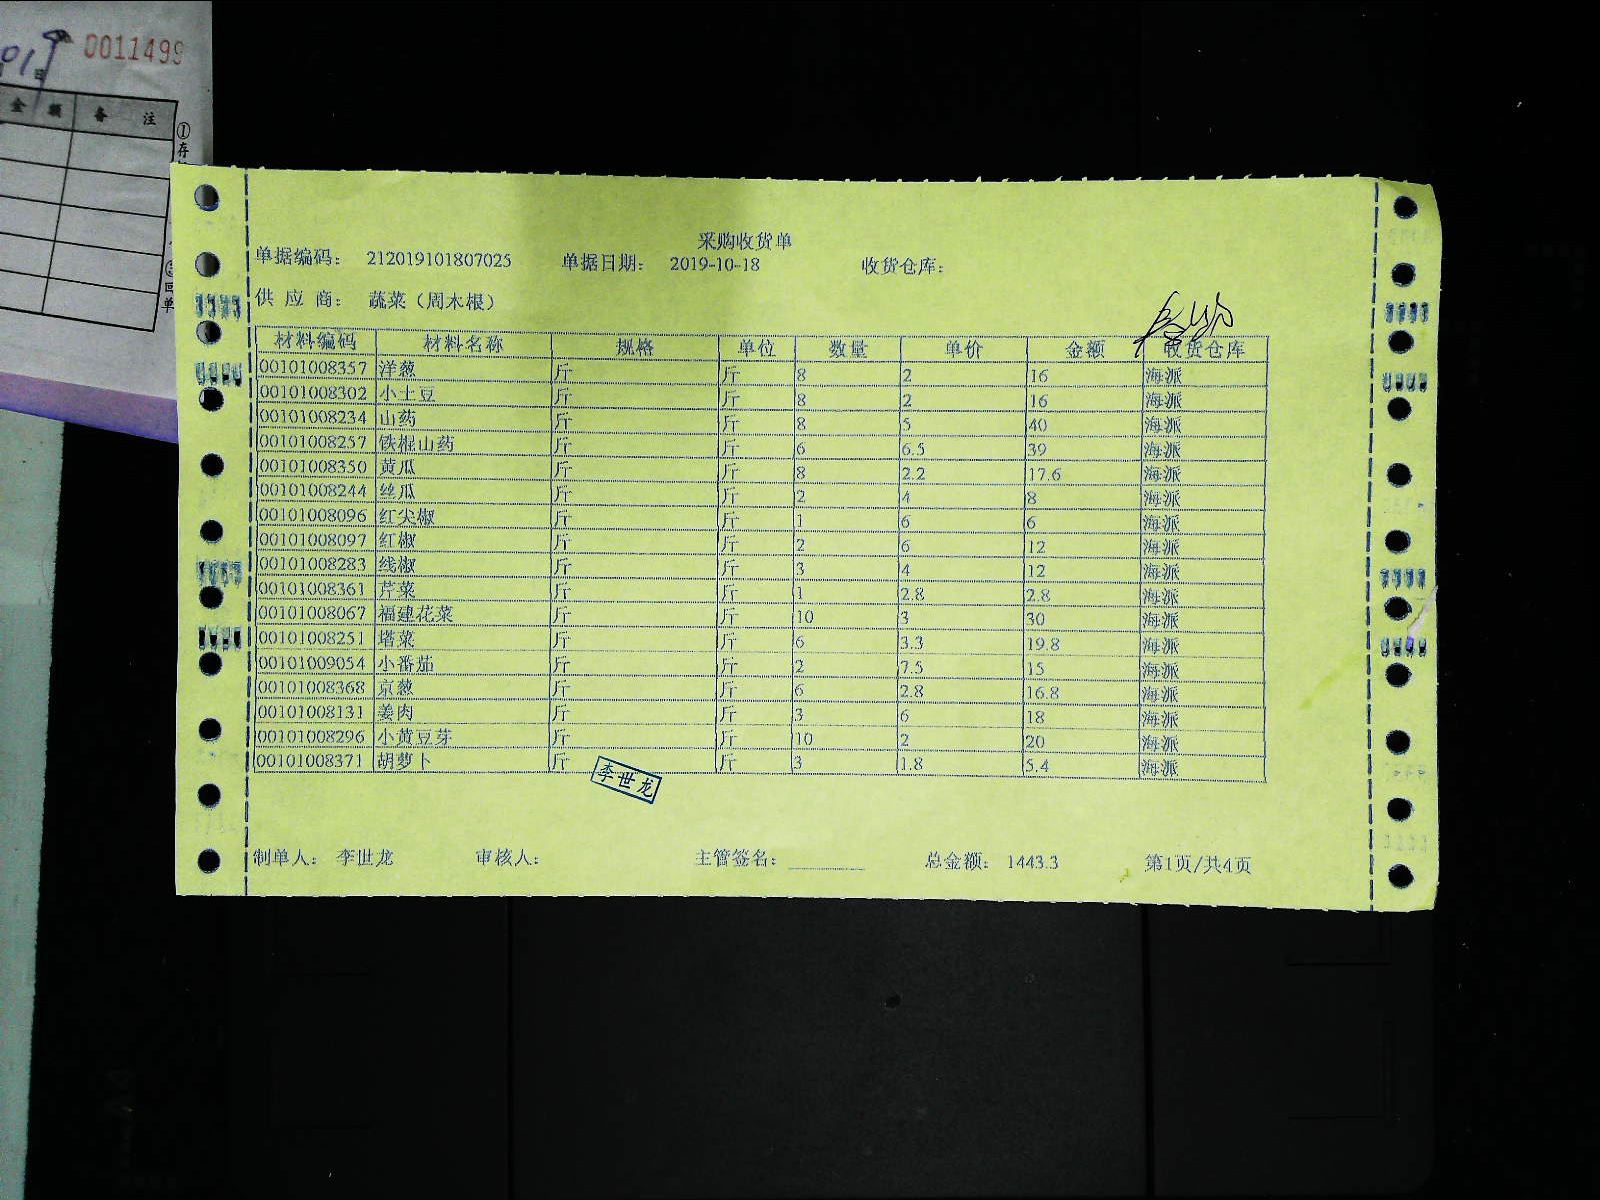 0011499
日
金 额 备 注
①存
回单
采购收货单
单据编码： 212019101807025 单据日期： 2019-10-18 收货仓库：
供 应 商： 蔬菜（周木根）
材料编码 材料名称 规格 单位 数量 单价 金额 收货仓库
00101008357 洋葱 斤 斤 8 2 16 海派
00101008302 小土豆 斤 斤 8 2 16 海派
00101008234 山药 斤 斤 8 5 40 海派
00101008257 铁棍山药 斤 斤 6 6.5 39 海派
00101008350 黄瓜 斤 斤 8 2.2 17.6 海派
00101008244 丝瓜 斤 斤 2 4 8 海派
00101008096 红尖椒 斤 斤 1 6 6 海派
00101008097 红椒 斤 斤 2 6 12 海派
00101008283 线椒 斤 斤 3 4 12 海派
00101008361 芹菜 斤 斤 1 2.8 2.8 海派
00101008067 福建花菜 斤 斤 10 3 30 海派
00101008251 塔菜 斤 斤 6 3.3 19.8 海派
00101009054 小番茄 斤 斤 2 7.5 15 海派
00101008368 京葱 斤 斤 6 2.8 16.8 海派
00101008131 姜肉 斤 斤 3 6 18 海派
00101008296 小黄豆芽 斤 斤 10 2 20 海派
00101008371 胡萝卜 斤 斤 3 1.8 5.4 海派
李世龙
制单人： 李世龙 审核人： 主管签名： 总金额： 1443.3 第1页/共4页